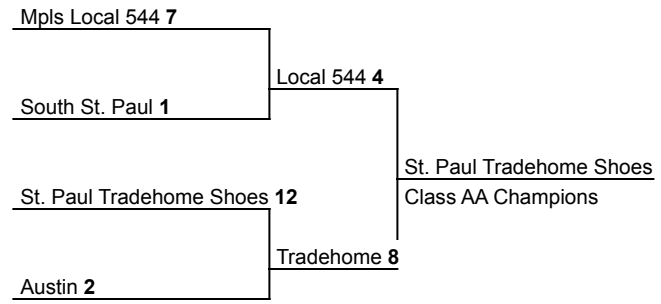 Mpls Local 544 7
Local 544 4
South St. Paul 1
St. Paul Tradehome Shoes
Class AA Champions
St. Paul Tradehome Shoes 12
Tradehome 8
Austin 2